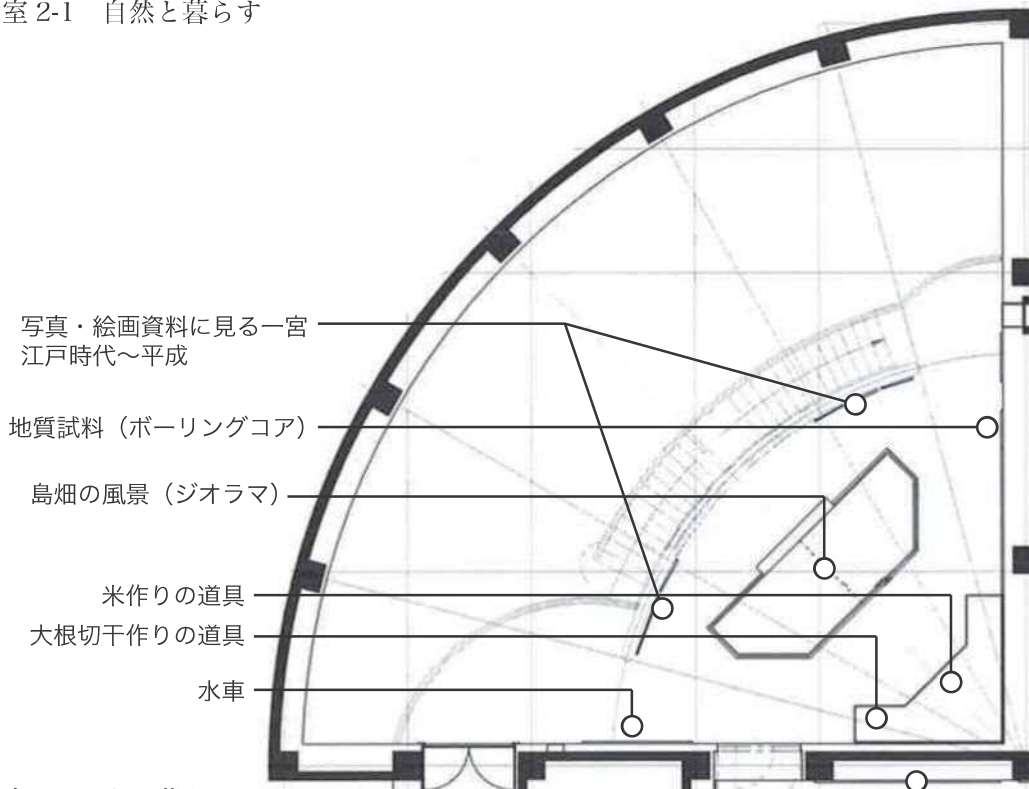 室 2-1　自然と暮らす
写真・絵画資料に見る一宮
江戸時代～平成
地質試料（ボーリングコア）
島畑の風景（ジオラマ）
米作りの道具
大根切干作りの道具
水車